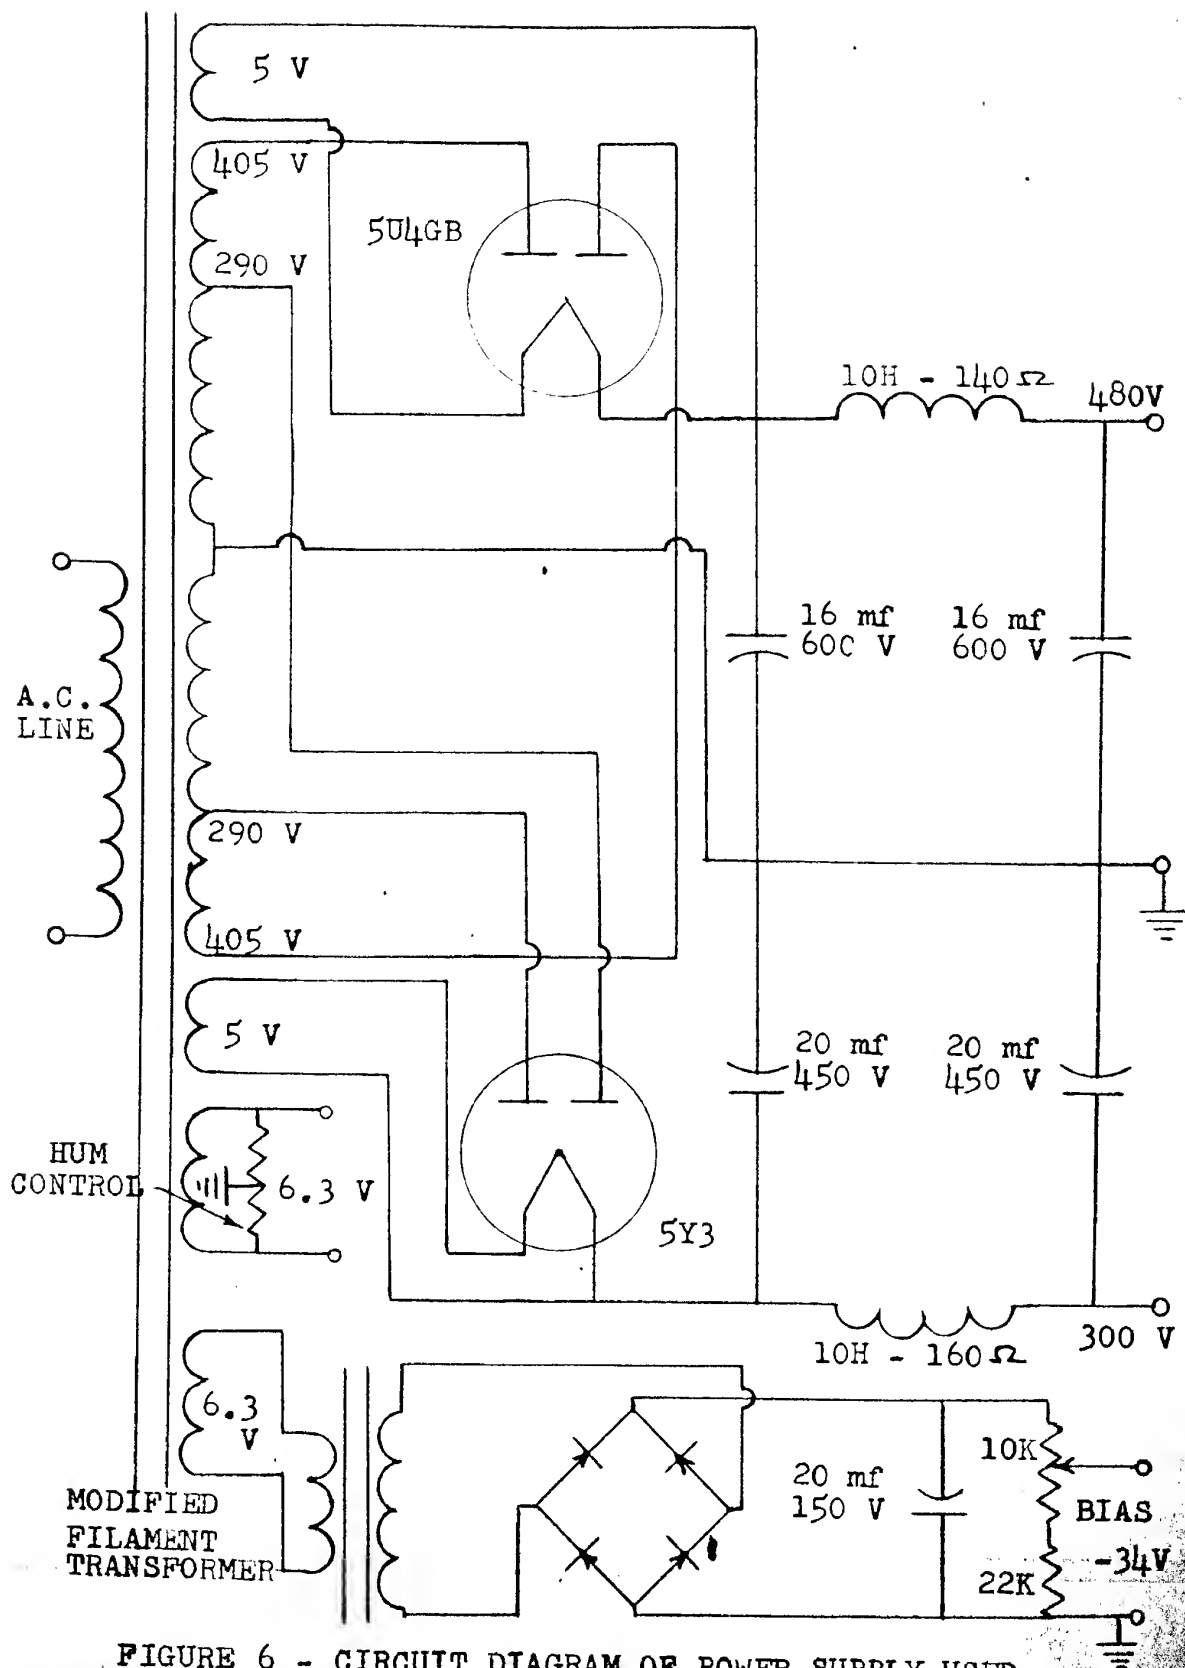 5 V
405 V
5U4GB
290 V
10H - 140Ω
480V
16 mf
600 V
16 mf
600 V
A.C.
LINE
290 V
405 V
5 V
20 mf
450 V
20 mf
450 V
HUM
CONTROL
6.3 V
5Y3
300 V
10H - 160Ω
6.3
V
10K
20 mf
150 V
BIAS
-34V
MODIFIED
FILAMENT
TRANSFORMER
22K
FIGURE 6 - CIRCUIT DIAGRAM OF POWER SUPPLY USED